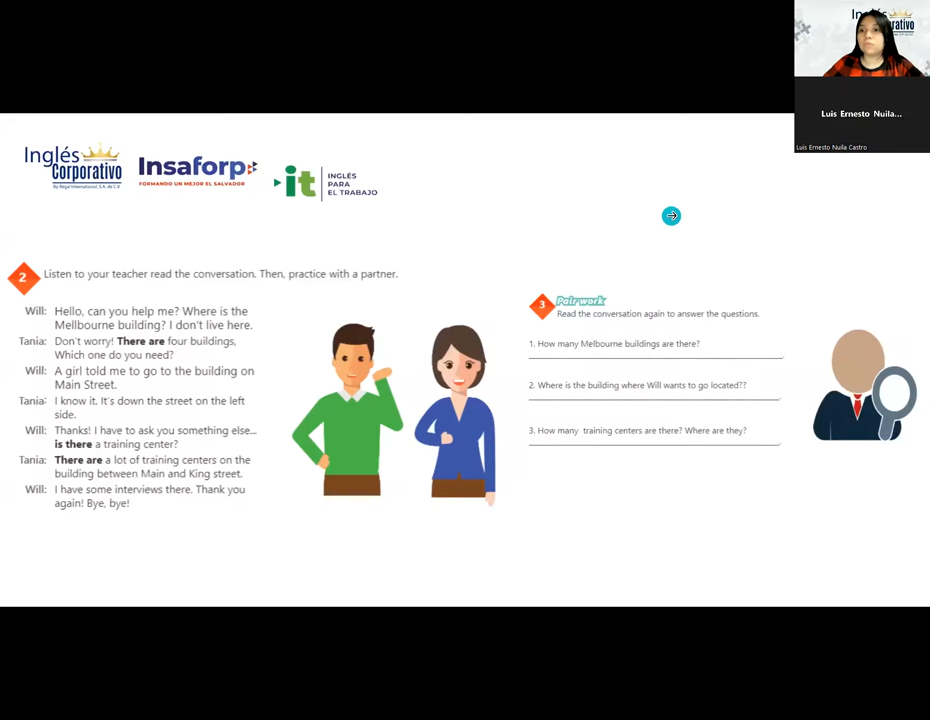 Inglés
Corporativo
By Regal International, S.A. de C.V.
Insaforp
FORMANDO UN MEJOR EL SALVADOR
it
INGLÉS
PARA
EL TRABAJO
2
Listen to your teacher read the conversation. Then, practice with a partner.
Will: Hello, can you help me? Where is the
Mellbourne building? I don't live here.
Tania: Don't worry! There are four buildings,
Which one do you need?
Will: A girl told me to go to the building on
Main Street.
Tania: I know it. It's down the street on the left
side.
Will: Thanks! I have to ask you something else...
is there a training center?
Tania: There are a lot of training centers on the
building between Main and King street.
Will: I have some interviews there. Thank you
again! Bye, bye!
3
Pair work
Read the conversation again to answer the questions.
1. How many Melbourne buildings are there?
2. Where is the building where Will wants to go located??
3. How many training centers are there? Where are they?
Luis Ernesto Nuila...
Luis Ernesto Nuila Castro